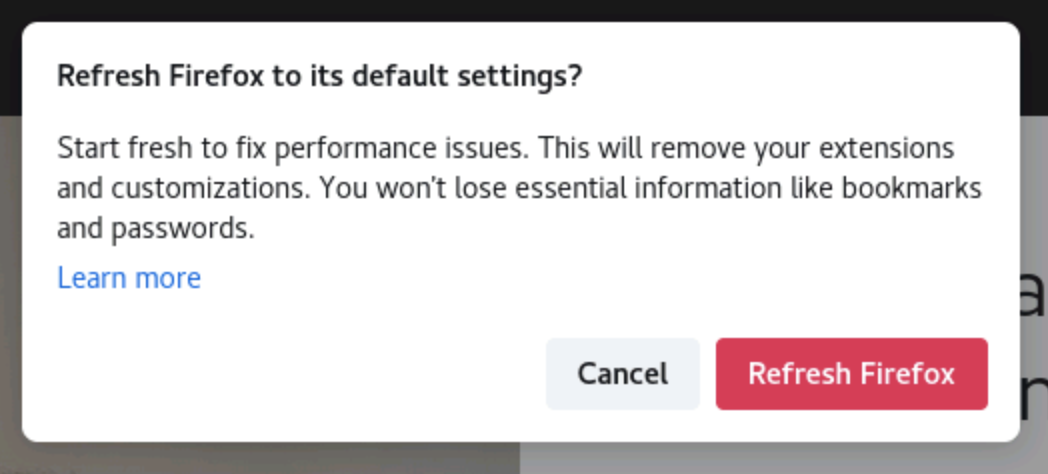 Refresh Firefox to its default settings?
Start fresh to fix performance issues. This will remove your extensions
and customizations. You won’t lose essential information like bookmarks
and passwords.
Learn more
Cancel
Refresh Firefox